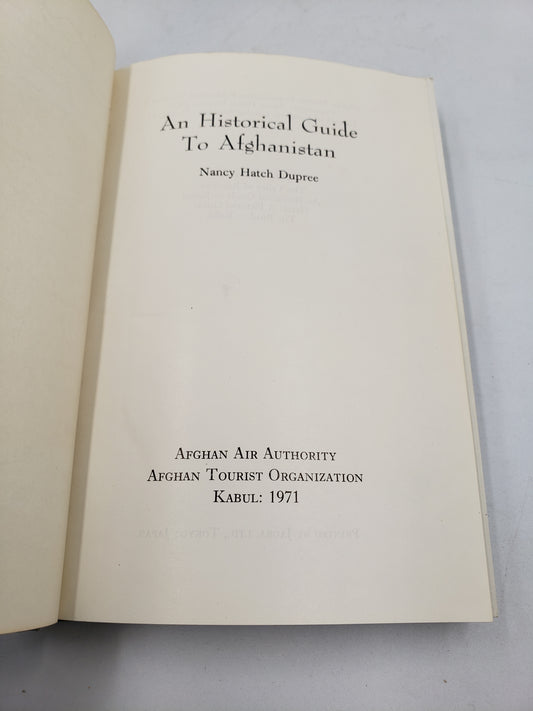 An Historical Guide
To Afghanistan
Nancy Hatch Dupree
Afghan Air Authority
Afghan Tourist Organization
Kabul: 1971